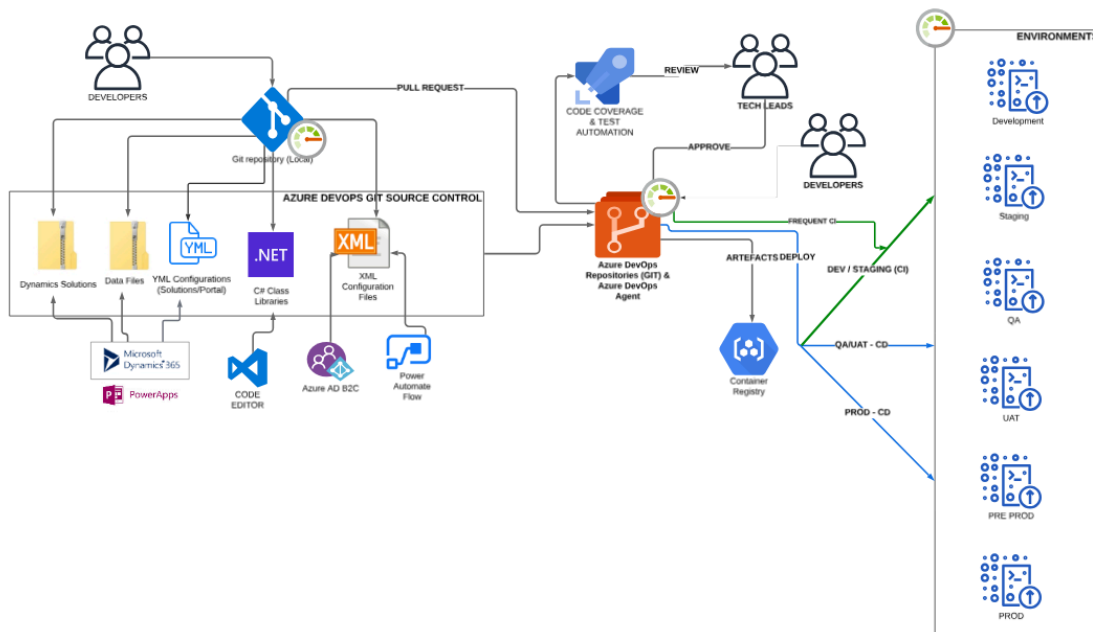 DEVELOPERS
Git repository (Local)
PULL REQUEST
AZURE DEVOPS GIT SOURCE CONTROL
Dynamics Solutions
Data Files
YML
YML Configurations
(Solutions/Portal)
.NET
C# Class
Libraries
XML
XML
Configuration
Files
Microsoft
Dynamics 365
PowerApps
CODE
EDITOR
Azure AD B2C
Power
Automate
Flow
CODE COVERAGE
& TEST
AUTOMATION
REVIEW
TECH LEADS
APPROVE
DEVELOPERS
Azure DevOps
Repositories (GIT) &
Azure DevOps
Agent
FREQUENT CI
ARTEFACTS
DEPLOY
DEV / STAGING (CI)
Container
Registry
QA/UAT - CD
PROD - CD
ENVIRONMENTS
Development
Staging
QA
UAT
PRE PROD
PROD